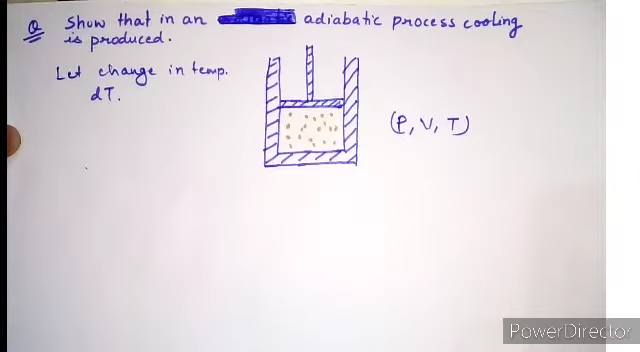 Q Show that in an adiabatic process cooling
is produced.
Let change in temp.
dT.
(P, V, T)
PowerDirector